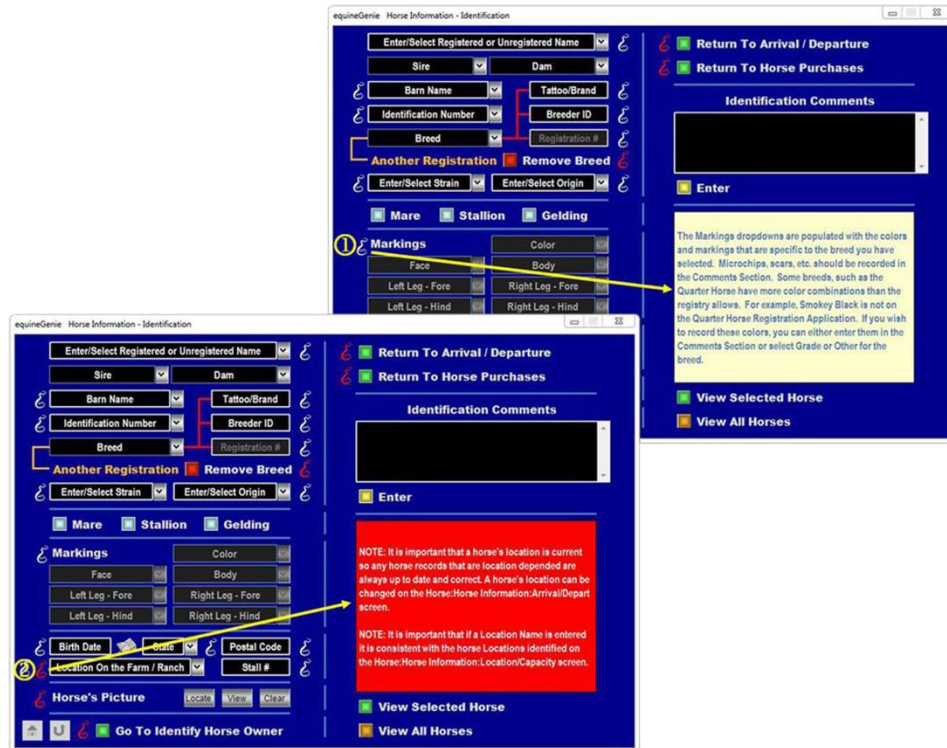 equineGenie Horse Information - Identification
Enter/Select Registered or Unregistered Name
Sire
Dam
Barn Name
Tattoo/Brand
Identification Number
Breeder ID
Breed
Registration #
Another Registration
Remove Breed
Enter/Select Strain
Enter/Select Origin
Mare
Stallion
Gelding
1
Markings
Color
Face
Body
Left Leg - Fore
Right Leg - Fore
Left Leg - Hind
Right Leg - Hind
Return To Arrival / Departure
Return To Horse Purchases
Identification Comments
Enter
The Markings dropdowns are populated with the colors
and markings that are specific to the breed you have
selected. Microchips, scars, etc. should be recorded in
the Comments Section. Some breeds, such as the
Quarter Horse have more color combinations than the
registry allows. For example, Smokey Black is not on
the Quarter Horse Registration Application. If you wish
to record these colors, you can either enter them in the
Comments Section or select Grade or Other for the
breed.
View Selected Horse
View All Horses
equineGenie Horse Information - Identification
Enter/Select Registered or Unregistered Name
Sire
Dam
Barn Name
Tattoo/Brand
Identification Number
Breeder ID
Breed
Registration #
Another Registration
Remove Breed
Enter/Select Strain
Enter/Select Origin
Mare
Stallion
Gelding
Markings
Color
Face
Body
Left Leg - Fore
Right Leg - Fore
Left Leg - Hind
Right Leg - Hind
Birth Date
State
Postal Code
2
Location On the Farm / Ranch
Stall #
Horse's Picture
Locate
View
Clear
Go To Identify Horse Owner
Return To Arrival / Departure
Return To Horse Purchases
Identification Comments
Enter
NOTE: It is important that a horse's location is current
so any horse records that are location depended are
always up to date and correct. A horse's location can be
changed on the Horse:Horse Information:Arrival/Depart
screen.
NOTE: It is important that if a Location Name is entered
it is consistent with the horse Locations identified on
the Horse:Horse Information:Location/Capacity screen.
View Selected Horse
View All Horses